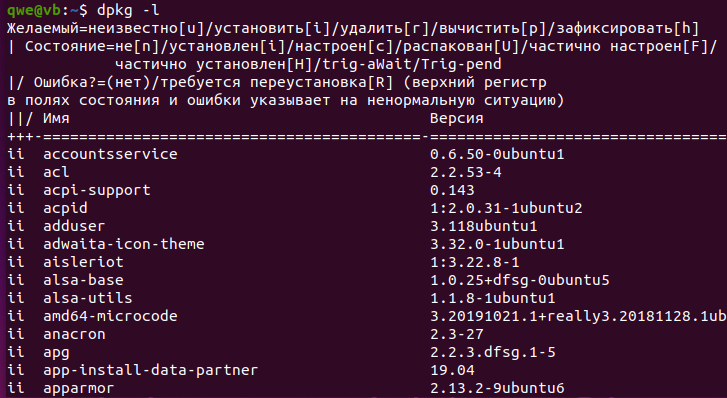 qwe@vb:~$ dpkg -l
Желаемый=неизвестно[u]/установить[i]/удалить[r]/вычистить[p]/зафиксировать[h]
| Состояние=не[n]/установлен[i]/настроен[c]/распакован[U]/частично настроен[F]/
частично установлен[H]/trig-aWait/Trig-pend
|/ Ошибка?=(нет)/требуется переустановка[R] (верхний регистр
в полях состояния и ошибки указывает на ненормальную ситуацию)
||/ Имя Версия
+++-==========================================-=================================
ii accountsservice 0.6.50-0ubuntu1
ii acl 2.2.53-4
ii acpi-support 0.143
ii acpid 1:2.0.31-1ubuntu2
ii adduser 3.118ubuntu1
ii adwaita-icon-theme 3.32.0-1ubuntu1
ii aisleriot 1:3.22.8-1
ii alsa-base 1.0.25+dfsg-0ubuntu5
ii alsa-utils 1.1.8-1ubuntu1
ii amd64-microcode 3.20191021.1+really3.20181128.1ub
ii anacron 2.3-27
ii apg 2.2.3.dfsg.1-5
ii app-install-data-partner 19.04
ii apparmor 2.13.2-9ubuntu6